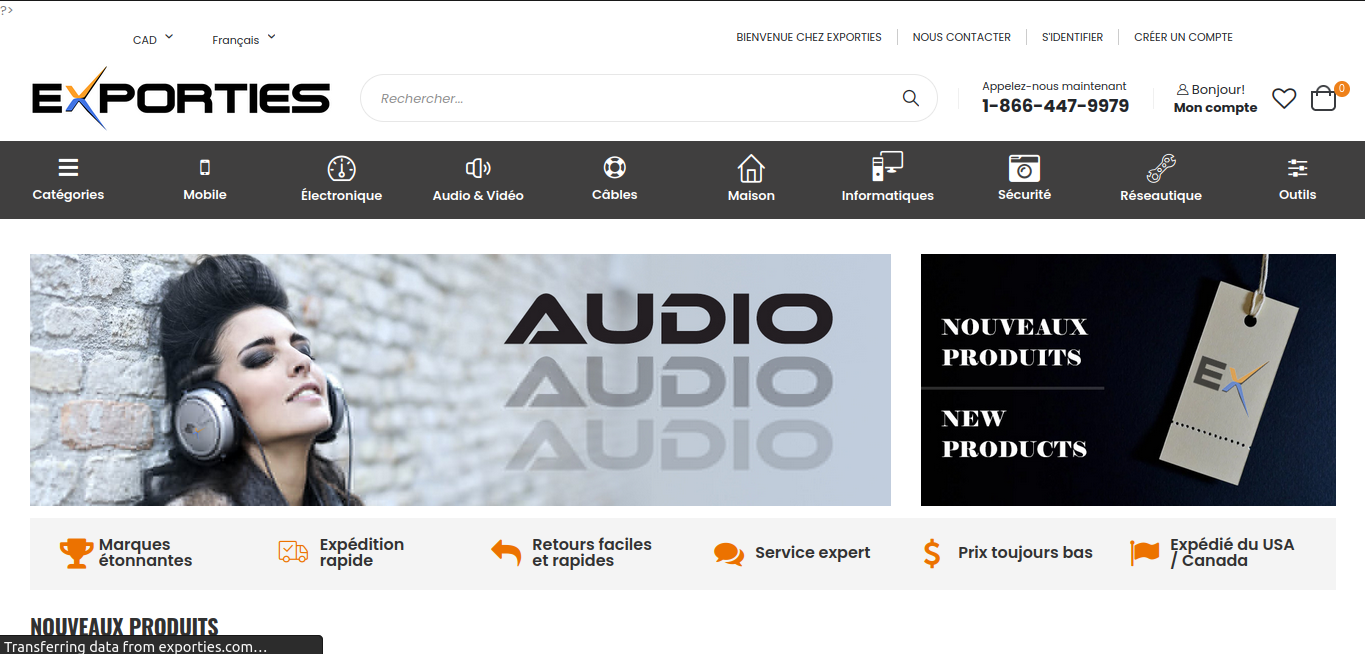 ?>
CAD
Français
BIENVENUE CHEZ EXPORTIES
NOUS CONTACTER
S'IDENTIFIER
CRÉER UN COMPTE
EXPORTIES
Rechercher...
Appelez-nous maintenant
1-866-447-9979
Bonjour!
Mon compte
0
Catégories
Mobile
Électronique
Audio & Vidéo
Câbles
Maison
Informatiques
Sécurité
Réseautique
Outils
AUDIO
AUDIO
AUDIO
EX
NOUVEAUX
PRODUITS
NEW
PRODUCTS
EX
Marques
étonnantes
Expédition
rapide
Retours faciles
et rapides
Service expert
Prix toujours bas
Expédié du USA
/ Canada
NOUVEAUX PRODUITS
Transferring data from exporties.com...